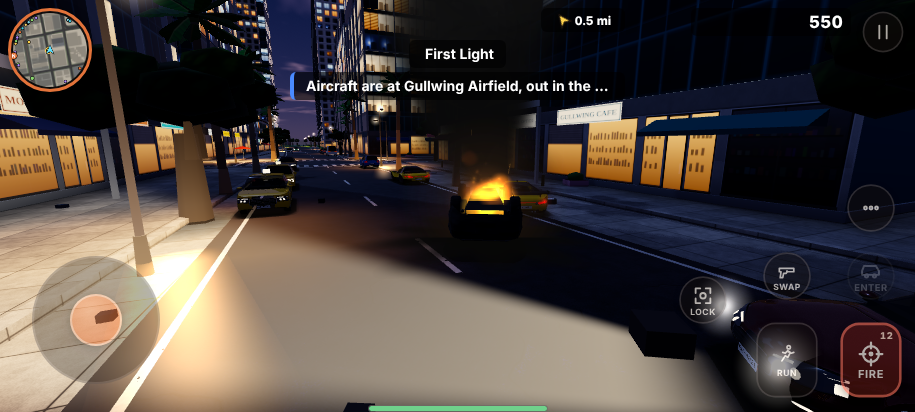 0.5 mi
550
First Light
Aircraft are at Gullwing Airfield, out in the ...
GULLWING CAFE
MO
SWAP
ENTER
LOCK
12
RUN
FIRE